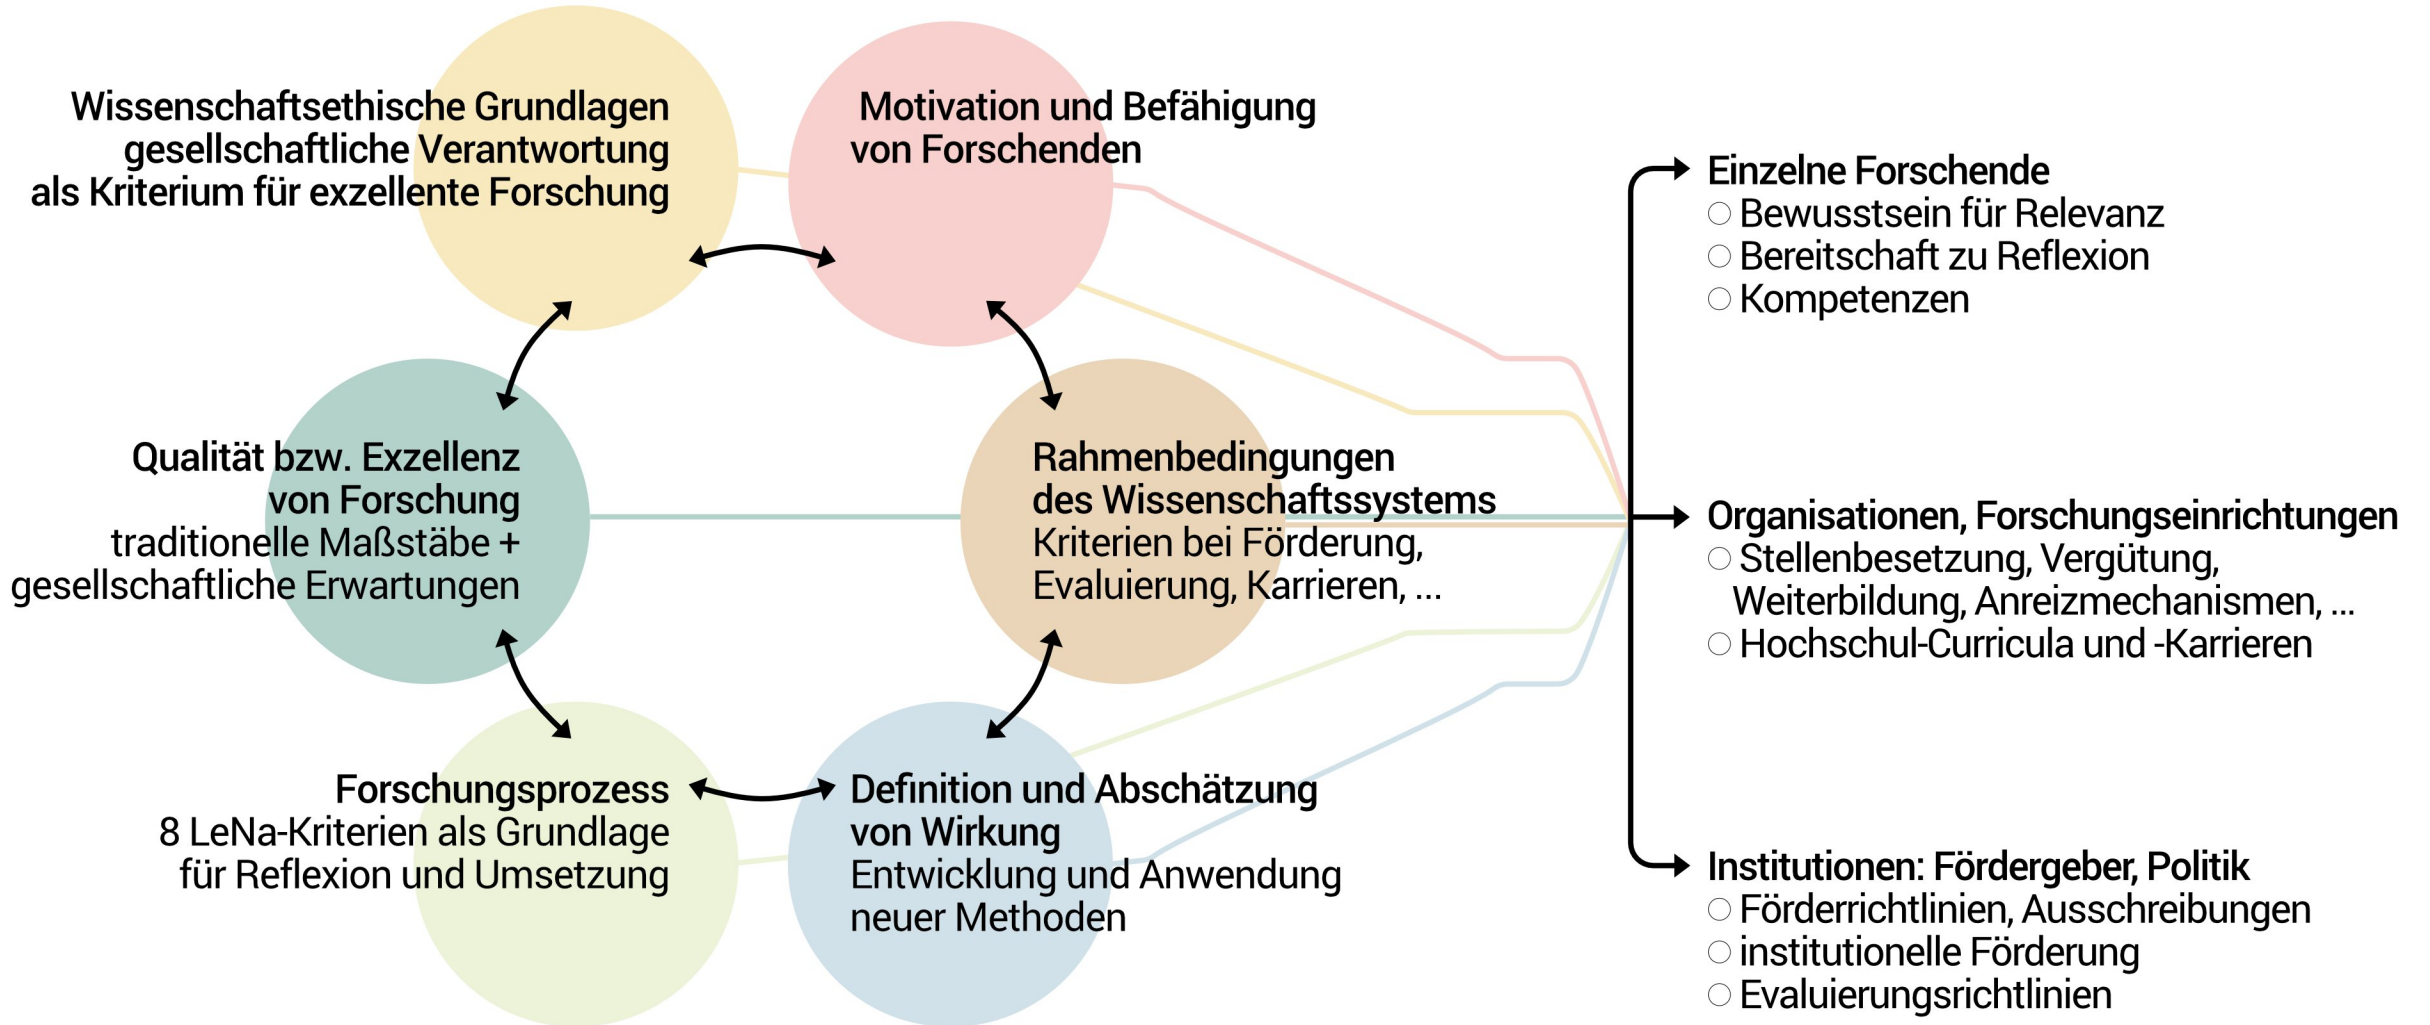 Wissenschaftsethische Grundlagen
gesellschaftliche Verantwortung
als Kriterium für exzellente Forschung
Motivation und Befähigung
von Forschenden
Qualität bzw. Exzellenz
von Forschung
traditionelle Maßstäbe +
gesellschaftliche Erwartungen
Rahmenbedingungen
des Wissenschaftssystems
Kriterien bei Förderung,
Evaluierung, Karrieren, ...
Forschungsprozess
8 LeNa-Kriterien als Grundlage
für Reflexion und Umsetzung
Definition und Abschätzung
von Wirkung
Entwicklung und Anwendung
neuer Methoden
Einzelne Forschende
○ Bewusstsein für Relevanz
○ Bereitschaft zu Reflexion
○ Kompetenzen
Organisationen, Forschungseinrichtungen
○ Stellenbesetzung, Vergütung,
Weiterbildung, Anreizmechanismen, ...
○ Hochschul-Curricula und -Karrieren
Institutionen: Fördergeber, Politik
○ Förderrichtlinien, Ausschreibungen
○ institutionelle Förderung
○ Evaluierungsrichtlinien